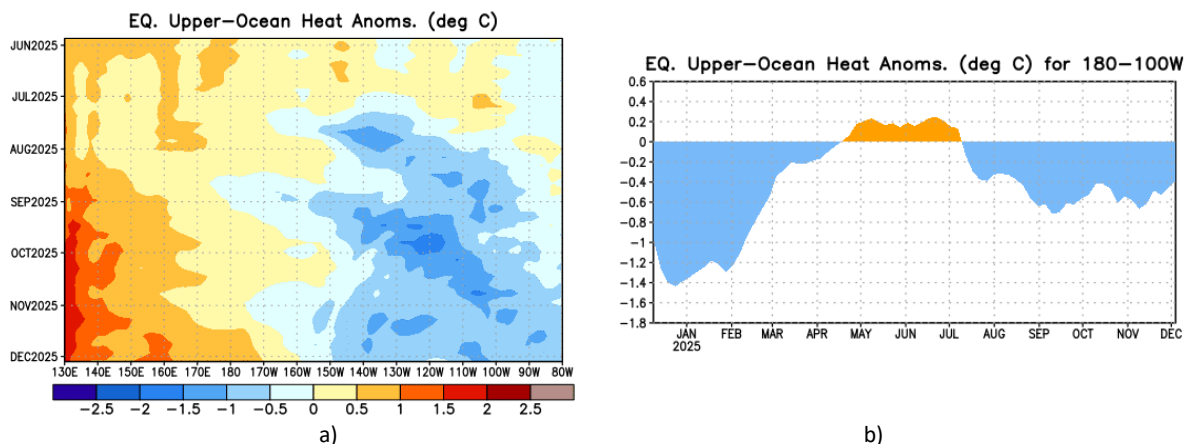 EQ. Upper-Ocean Heat Anoms. (deg C)
JUN2025
JUL2025
AUG2025
SEP2025
OCT2025
NOV2025
DEC2025
130E 140E 150E 160E 170E 180 170W 160W 150W 140W 130W 120W 110W 100W 90W 80W
-2.5 -2 -1.5 -1 -0.5 0 0.5 1 1.5 2 2.5
a)
EQ. Upper-Ocean Heat Anoms. (deg C) for 180-100W
0.6
0.4
0.2
0
-0.2
-0.4
-0.6
-0.8
-1
-1.2
-1.4
-1.6
-1.8
JAN FEB MAR APR MAY JUN JUL AUG SEP OCT NOV DEC
2025
b)